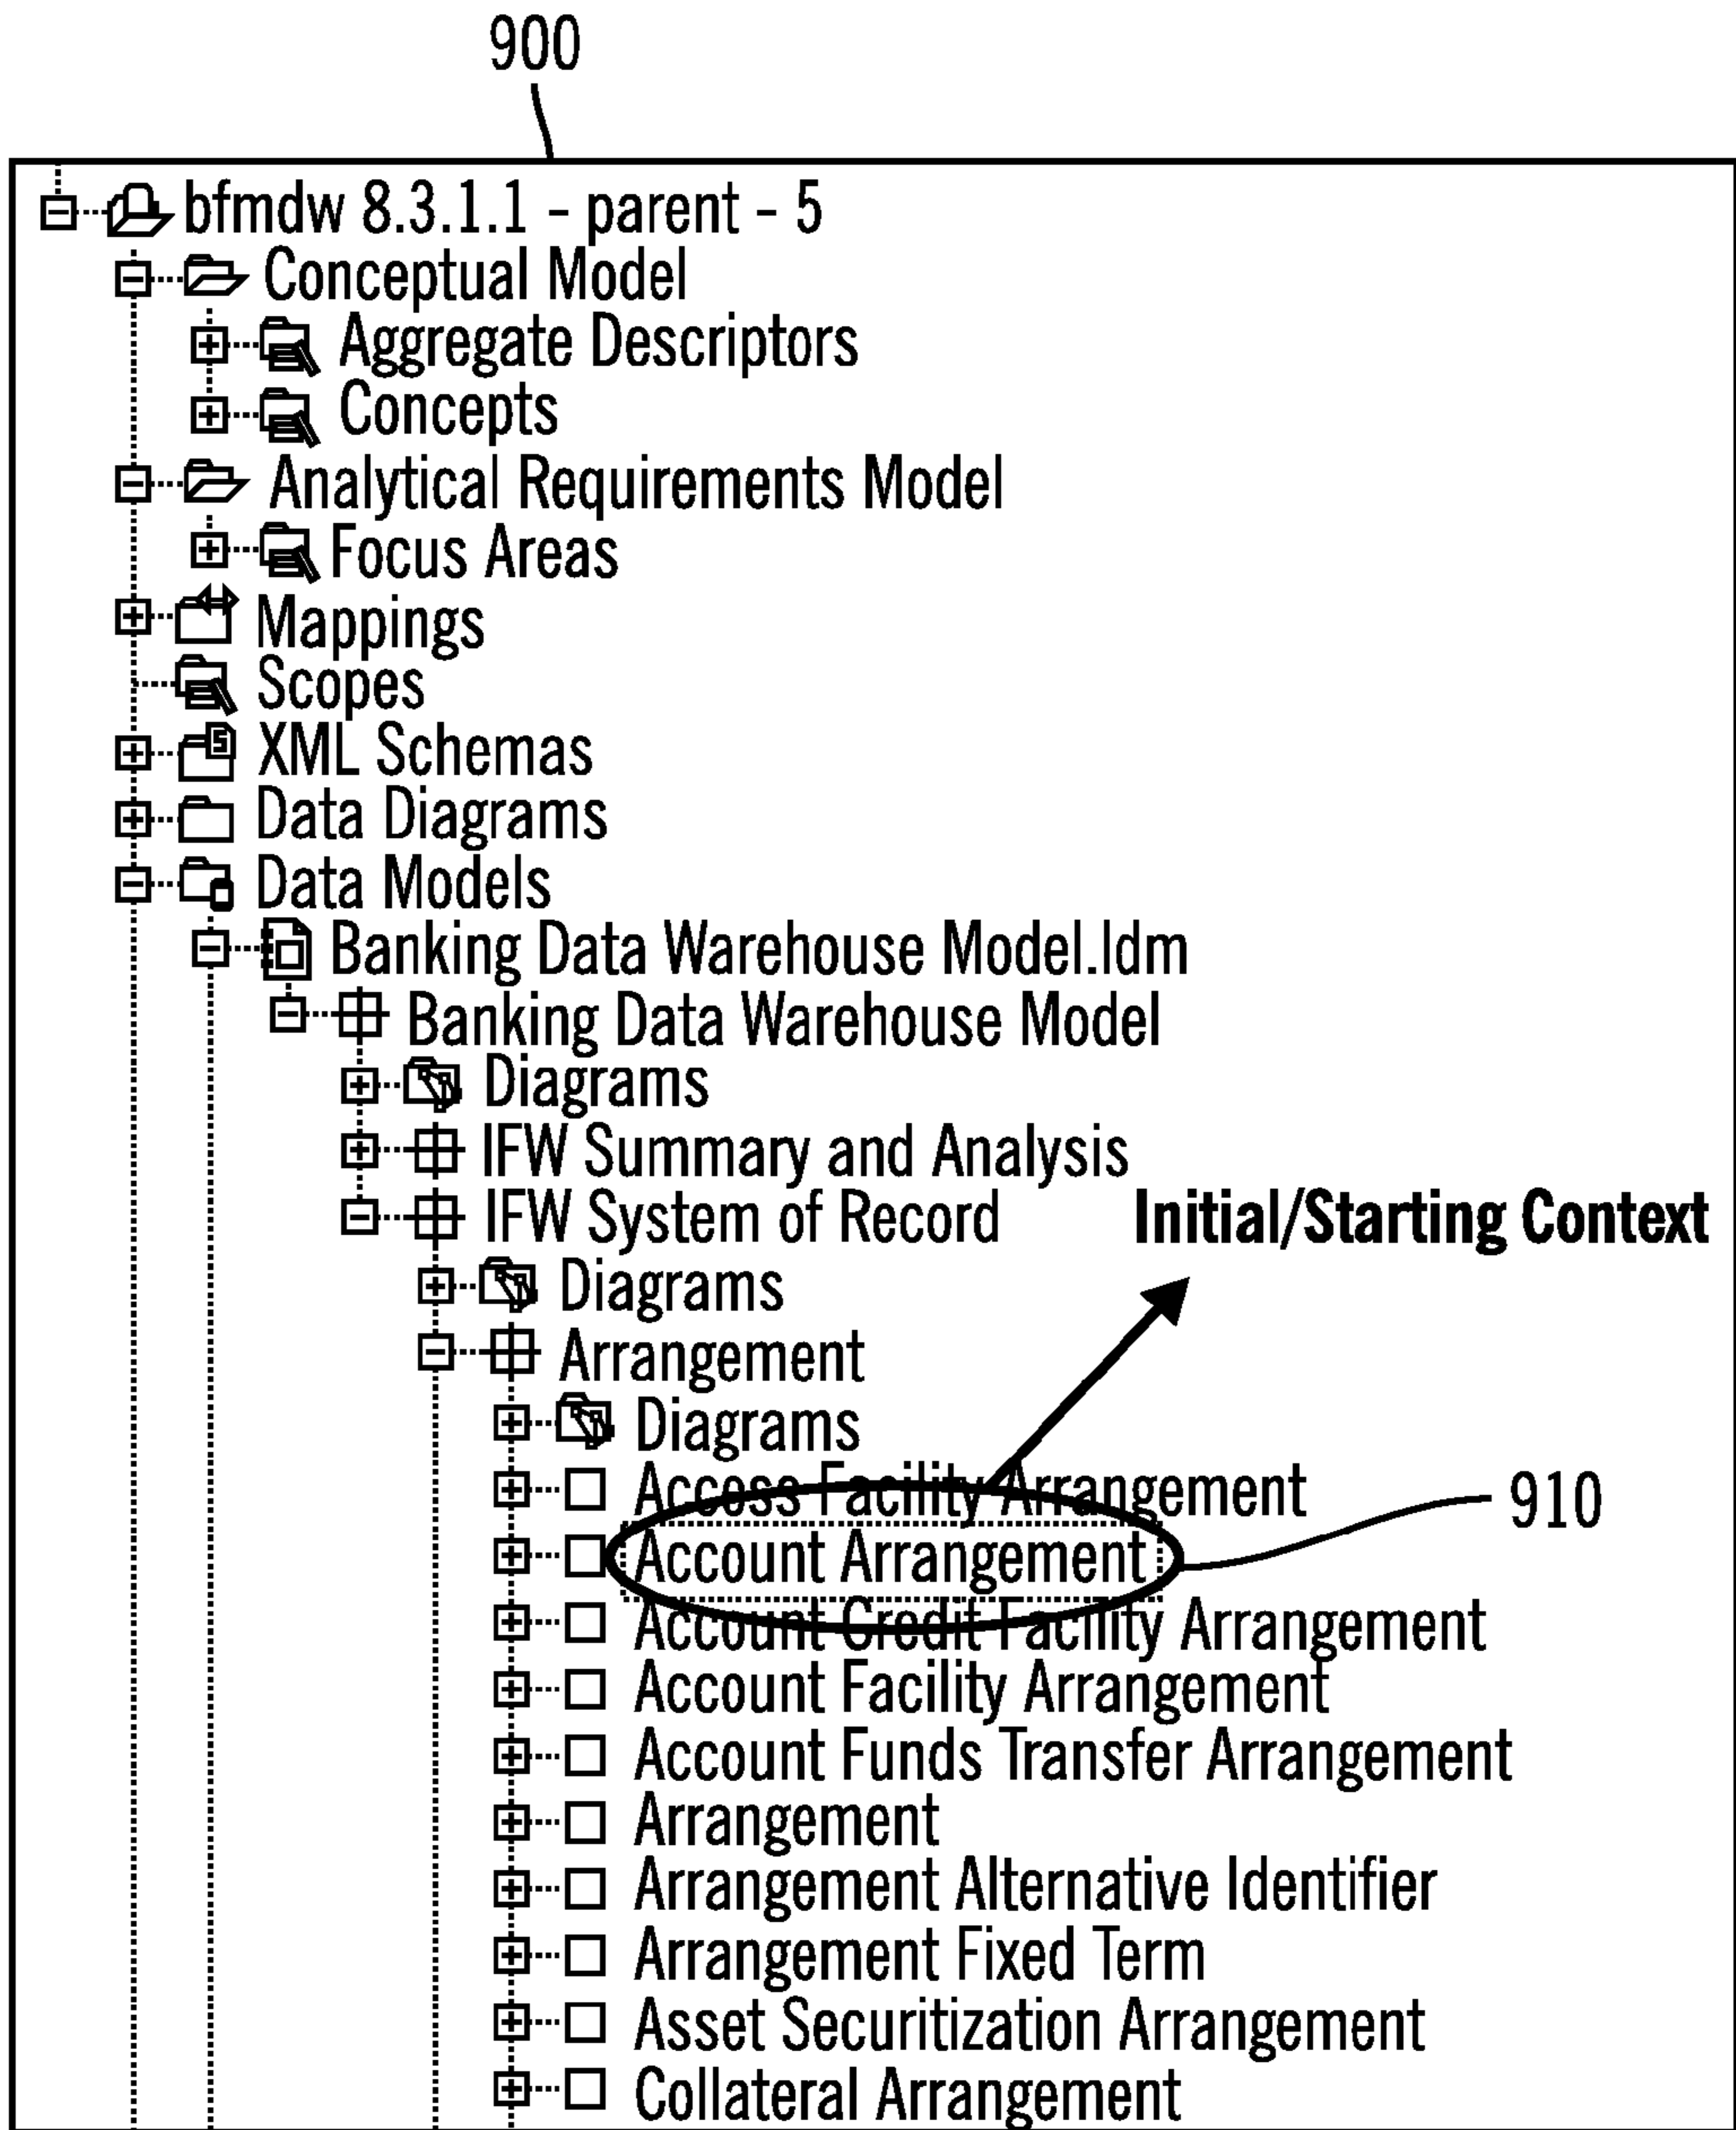 900
bfmdw 8.3.1.1 - parent - 5
Conceptual Model
Aggregate Descriptors
Concepts
Analytical Requirements Model
Focus Areas
Mappings
Scopes
XML Schemas
Data Diagrams
Data Models
Banking Data Warehouse Model.ldm
Banking Data Warehouse Model
Diagrams
IFW Summary and Analysis
IFW System of Record
Initial/Starting Context
Diagrams
Arrangement
Diagrams
Access Facility Arrangement
910
Account Arrangement
Account Credit Facility Arrangement
Account Facility Arrangement
Account Funds Transfer Arrangement
Arrangement
Arrangement Alternative Identifier
Arrangement Fixed Term
Asset Securitization Arrangement
Collateral Arrangement